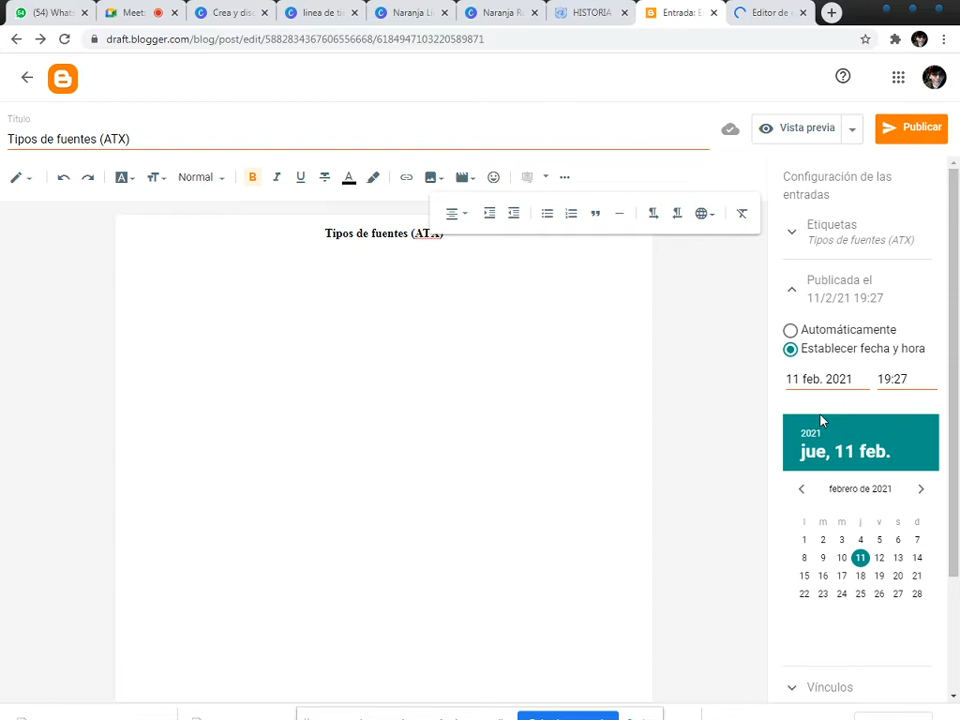 (54) What:
Meet:
Crea y dis
linea de ti
Naranja Li
Naranja R
HISTORIA
Entrada: E
Editor de
draft.blogger.com/blog/post/edit/5882834367606556668/6184947103220589871
Título
Tipos de fuentes (ATX)
Vista previa
Publicar
Normal
B
I
U
A
Tipos de fuentes (ATX)
Configuración de las
entradas
Etiquetas
Tipos de fuentes (ATX)
Publicada el
11/2/21 19:27
Automáticamente
Establecer fecha y hora
11 feb. 2021 19:27
2021
jue, 11 feb.
febrero de 2021
l m m j v s d
1 2 3 4 5 6 7
8 9 10 11 12 13 14
15 16 17 18 19 20 21
22 23 24 25 26 27 28
Vínculos